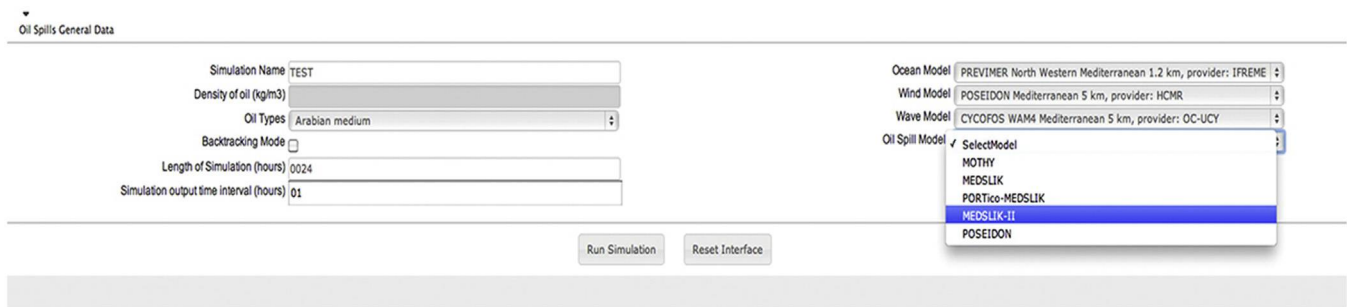 Oil Spills General Data
Simulation Name TEST
Density of oil (kg/m3)
Oil Types Arabian medium
Backtracking Mode
Length of Simulation (hours) 0024
Simulation output time interval (hours) 01
Ocean Model PREVIMER North Western Mediterranean 1.2 km, provider: IFREME
Wind Model POSEIDON Mediterranean 5 km, provider: HCMR
Wave Model CYCOFOS WAM4 Mediterranean 5 km, provider: OC-UCY
Oil Spill Model ✓ SelectModel
MOTHY
MEDSLIK
PORTico-MEDSLIK
MEDSLIK-II
POSEIDON
Run Simulation Reset Interface